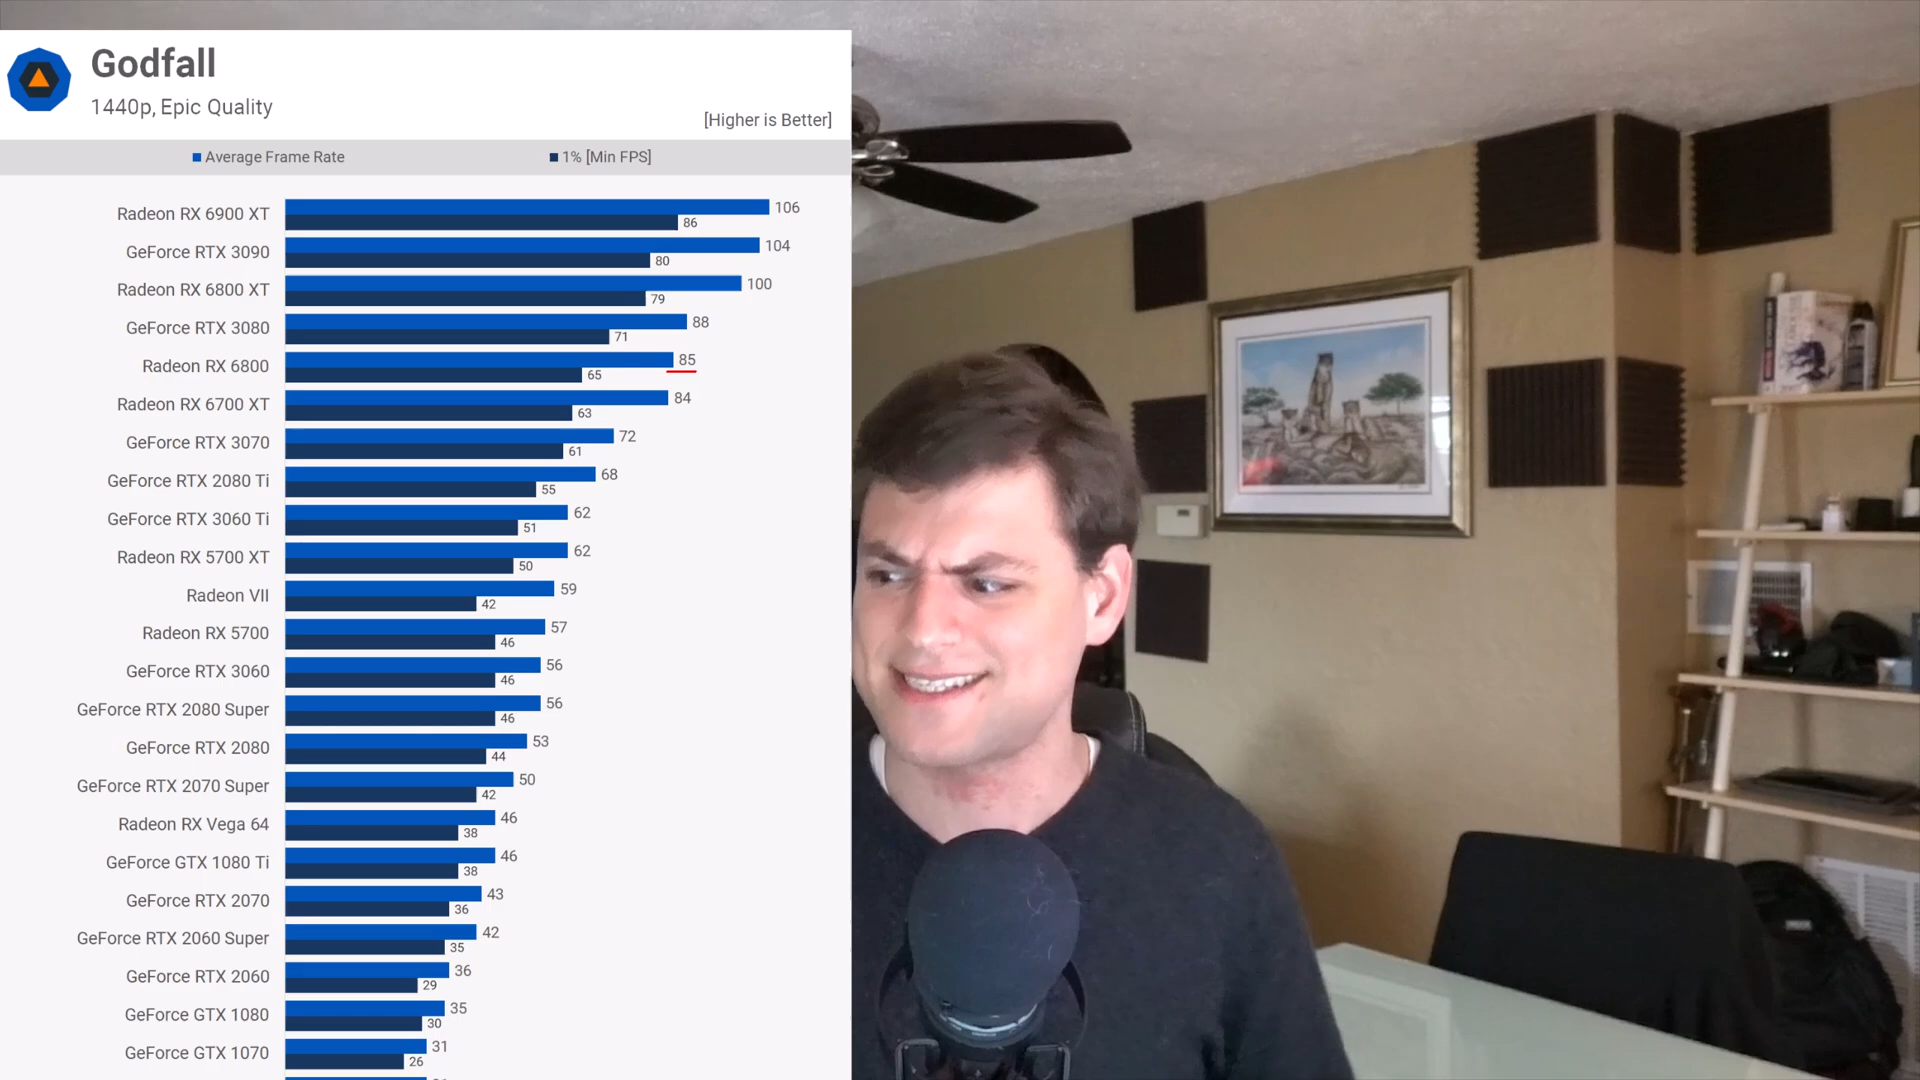 Godfall
1440p, Epic Quality
[Higher is Better]
Average Frame Rate 1% [Min FPS]
Radeon RX 6900 XT 106
86
GeForce RTX 3090 104
80
Radeon RX 6800 XT 100
79
GeForce RTX 3080 88
71
Radeon RX 6800 85
65
Radeon RX 6700 XT 84
63
GeForce RTX 3070 72
61
GeForce RTX 2080 Ti 68
55
GeForce RTX 3060 Ti 62
51
Radeon RX 5700 XT 62
50
Radeon VII 59
42
Radeon RX 5700 57
46
GeForce RTX 3060 56
46
GeForce RTX 2080 Super 56
46
GeForce RTX 2080 53
44
GeForce RTX 2070 Super 50
42
Radeon RX Vega 64 46
38
GeForce GTX 1080 Ti 46
38
GeForce RTX 2070 43
36
GeForce RTX 2060 Super 42
35
GeForce RTX 2060 36
29
GeForce GTX 1080 35
30
GeForce GTX 1070 31
26